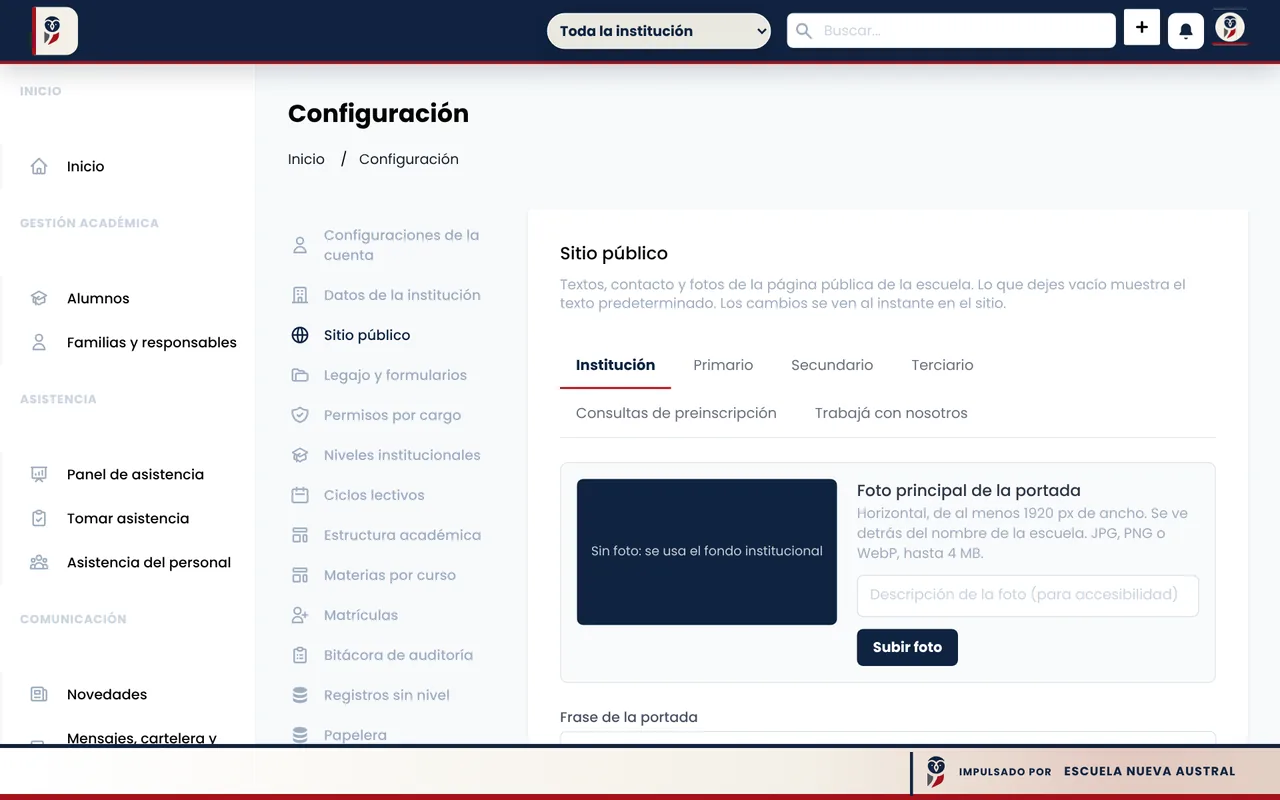 Toda la institución
Buscar...
+
INICIO
Inicio
GESTIÓN ACADÉMICA
Alumnos
Familias y responsables
ASISTENCIA
Panel de asistencia
Tomar asistencia
Asistencia del personal
COMUNICACIÓN
Novedades
Mensajes, cartelera y
Configuración
Inicio / Configuración
Configuraciones de la
cuenta
Datos de la institución
Sitio público
Legajo y formularios
Permisos por cargo
Niveles institucionales
Ciclos lectivos
Estructura académica
Materias por curso
Matrículas
Bitácora de auditoría
Registros sin nivel
Papelera
Sitio público
Textos, contacto y fotos de la página pública de la escuela. Lo que dejes vacío muestra el
texto predeterminado. Los cambios se ven al instante en el sitio.
Institución Primario Secundario Terciario
Consultas de preinscripción Trabajá con nosotros
Sin foto: se usa el fondo institucional
Foto principal de la portada
Horizontal, de al menos 1920 px de ancho. Se ve
detrás del nombre de la escuela. JPG, PNG o
WebP, hasta 4 MB.
Descripción de la foto (para accesibilidad)
Subir foto
Frase de la portada
IMPULSADO POR ESCUELA NUEVA AUSTRAL